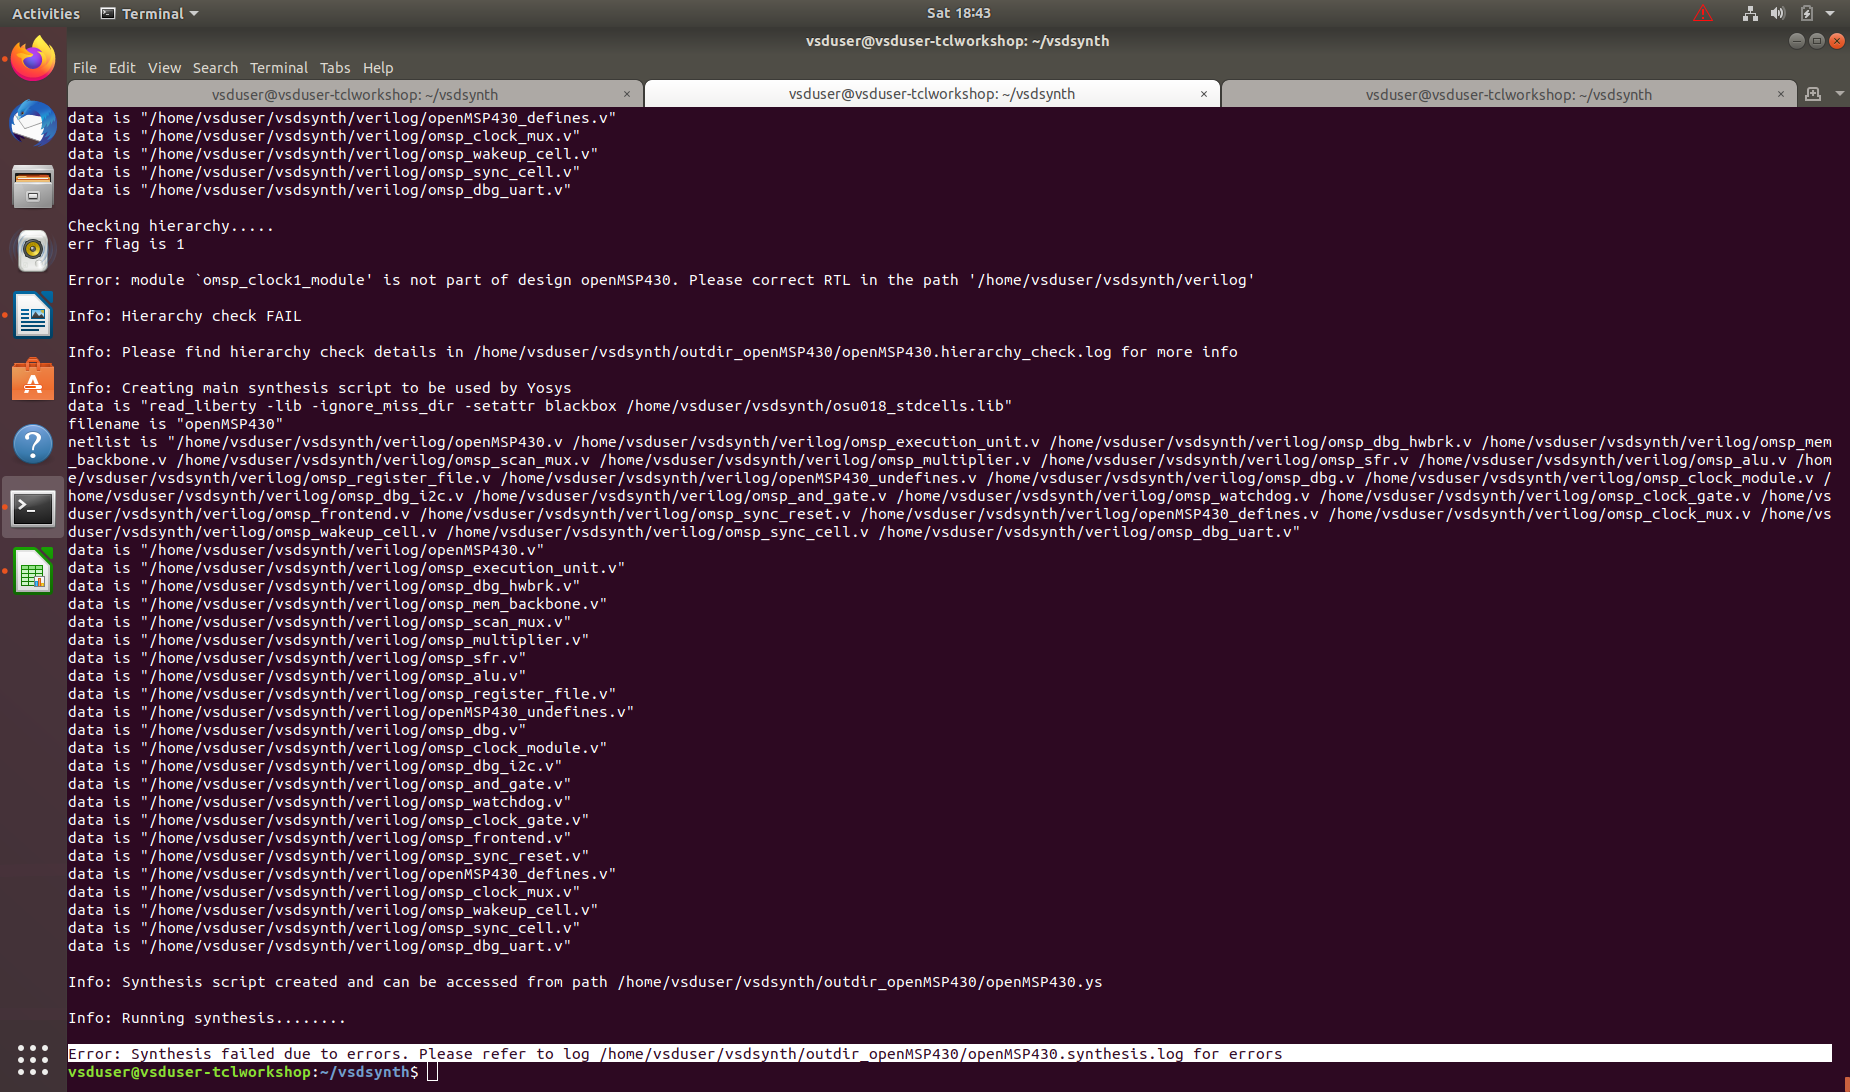 Activities
Terminal
Sat 18:43
vsduser@vsduser-tclworkshop: ~/vsdsynth
File Edit View Search Terminal Tabs Help
vsduser@vsduser-tclworkshop: ~/vsdsynth ×
vsduser@vsduser-tclworkshop: ~/vsdsynth ×
vsduser@vsduser-tclworkshop: ~/vsdsynth ×
data is "/home/vsduser/vsdsynth/verilog/openMSP430_defines.v"
data is "/home/vsduser/vsdsynth/verilog/omsp_clock_mux.v"
data is "/home/vsduser/vsdsynth/verilog/omsp_wakeup_cell.v"
data is "/home/vsduser/vsdsynth/verilog/omsp_sync_cell.v"
data is "/home/vsduser/vsdsynth/verilog/omsp_dbg_uart.v"
Checking hierarchy.....
err flag is 1
Error: module `omsp_clock1_module' is not part of design openMSP430. Please correct RTL in the path '/home/vsduser/vsdsynth/verilog'
Info: Hierarchy check FAIL
Info: Please find hierarchy check details in /home/vsduser/vsdsynth/outdir_openMSP430/openMSP430.hierarchy_check.log for more info
Info: Creating main synthesis script to be used by Yosys
data is "read_liberty -lib -ignore_miss_dir -setattr blackbox /home/vsduser/vsdsynth/osu018_stdcells.lib"
filename is "openMSP430"
netlist is "/home/vsduser/vsdsynth/verilog/openMSP430.v /home/vsduser/vsdsynth/verilog/omsp_execution_unit.v /home/vsduser/vsdsynth/verilog/omsp_dbg_hwbrk.v /home/vsduser/vsdsynth/verilog/omsp_mem
_backbone.v /home/vsduser/vsdsynth/verilog/omsp_scan_mux.v /home/vsduser/vsdsynth/verilog/omsp_multiplier.v /home/vsduser/vsdsynth/verilog/omsp_sfr.v /home/vsduser/vsdsynth/verilog/omsp_alu.v /hom
e/vsduser/vsdsynth/verilog/omsp_register_file.v /home/vsduser/vsdsynth/verilog/openMSP430_undefines.v /home/vsduser/vsdsynth/verilog/omsp_dbg.v /home/vsduser/vsdsynth/verilog/omsp_clock_module.v /
home/vsduser/vsdsynth/verilog/omsp_dbg_i2c.v /home/vsduser/vsdsynth/verilog/omsp_and_gate.v /home/vsduser/vsdsynth/verilog/omsp_watchdog.v /home/vsduser/vsdsynth/verilog/omsp_clock_gate.v /home/vs
duser/vsdsynth/verilog/omsp_frontend.v /home/vsduser/vsdsynth/verilog/omsp_sync_reset.v /home/vsduser/vsdsynth/verilog/openMSP430_defines.v /home/vsduser/vsdsynth/verilog/omsp_clock_mux.v /home/vs
duser/vsdsynth/verilog/omsp_wakeup_cell.v /home/vsduser/vsdsynth/verilog/omsp_sync_cell.v /home/vsduser/vsdsynth/verilog/omsp_dbg_uart.v"
data is "/home/vsduser/vsdsynth/verilog/openMSP430.v"
data is "/home/vsduser/vsdsynth/verilog/omsp_execution_unit.v"
data is "/home/vsduser/vsdsynth/verilog/omsp_dbg_hwbrk.v"
data is "/home/vsduser/vsdsynth/verilog/omsp_mem_backbone.v"
data is "/home/vsduser/vsdsynth/verilog/omsp_scan_mux.v"
data is "/home/vsduser/vsdsynth/verilog/omsp_multiplier.v"
data is "/home/vsduser/vsdsynth/verilog/omsp_sfr.v"
data is "/home/vsduser/vsdsynth/verilog/omsp_alu.v"
data is "/home/vsduser/vsdsynth/verilog/omsp_register_file.v"
data is "/home/vsduser/vsdsynth/verilog/openMSP430_undefines.v"
data is "/home/vsduser/vsdsynth/verilog/omsp_dbg.v"
data is "/home/vsduser/vsdsynth/verilog/omsp_clock_module.v"
data is "/home/vsduser/vsdsynth/verilog/omsp_dbg_i2c.v"
data is "/home/vsduser/vsdsynth/verilog/omsp_and_gate.v"
data is "/home/vsduser/vsdsynth/verilog/omsp_watchdog.v"
data is "/home/vsduser/vsdsynth/verilog/omsp_clock_gate.v"
data is "/home/vsduser/vsdsynth/verilog/omsp_frontend.v"
data is "/home/vsduser/vsdsynth/verilog/omsp_sync_reset.v"
data is "/home/vsduser/vsdsynth/verilog/openMSP430_defines.v"
data is "/home/vsduser/vsdsynth/verilog/omsp_clock_mux.v"
data is "/home/vsduser/vsdsynth/verilog/omsp_wakeup_cell.v"
data is "/home/vsduser/vsdsynth/verilog/omsp_sync_cell.v"
data is "/home/vsduser/vsdsynth/verilog/omsp_dbg_uart.v"
Info: Synthesis script created and can be accessed from path /home/vsduser/vsdsynth/outdir_openMSP430/openMSP430.ys
Info: Running synthesis........
Error: Synthesis failed due to errors. Please refer to log /home/vsduser/vsdsynth/outdir_openMSP430/openMSP430.synthesis.log for errors
vsduser@vsduser-tclworkshop:~/vsdsynth$